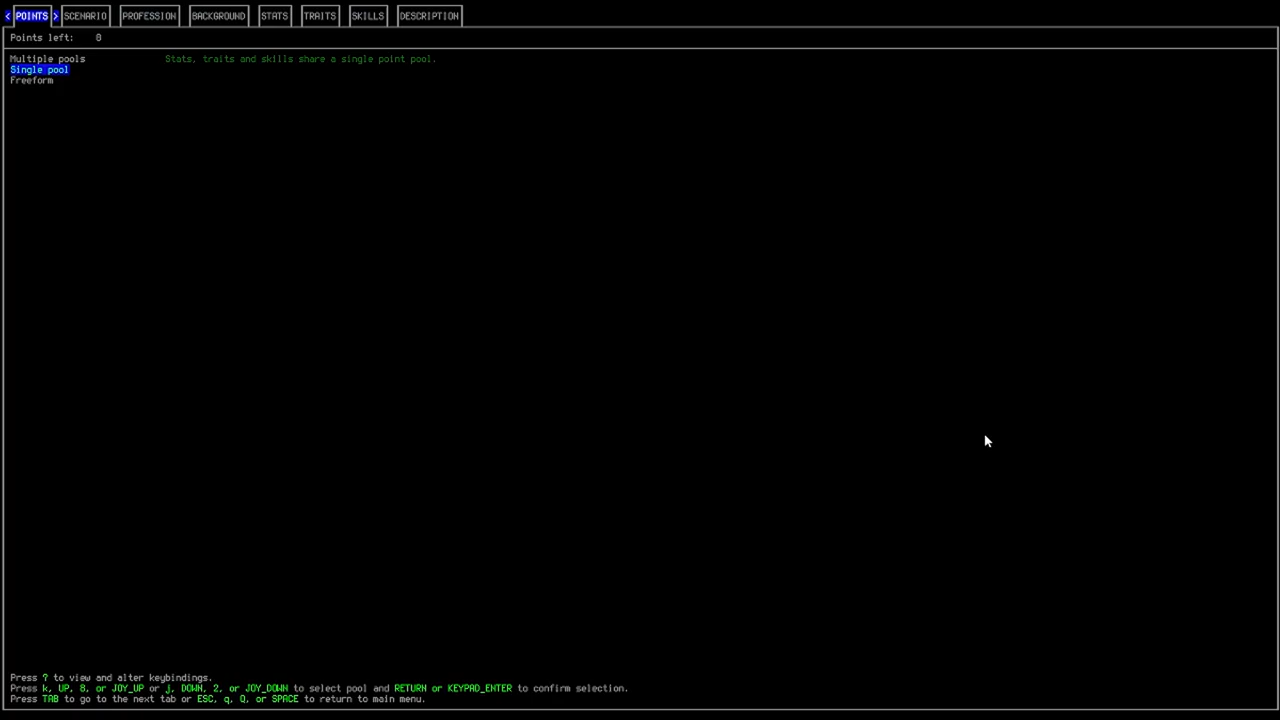 < POINTS > SCENARIO PROFESSION BACKGROUND STATS TRAITS SKILLS DESCRIPTION
Points left: 8
Multiple pools Stats, traits and skills share a single point pool.
Single pool
Freeform
Press ? to view and alter keybindings.
Press k, UP, 8, or JOY_UP or j, DOWN, 2, or JOY_DOWN to select pool and RETURN or KEYPAD_ENTER to confirm selection.
Press TAB to go to the next tab or ESC, q, Q, or SPACE to return to main menu.